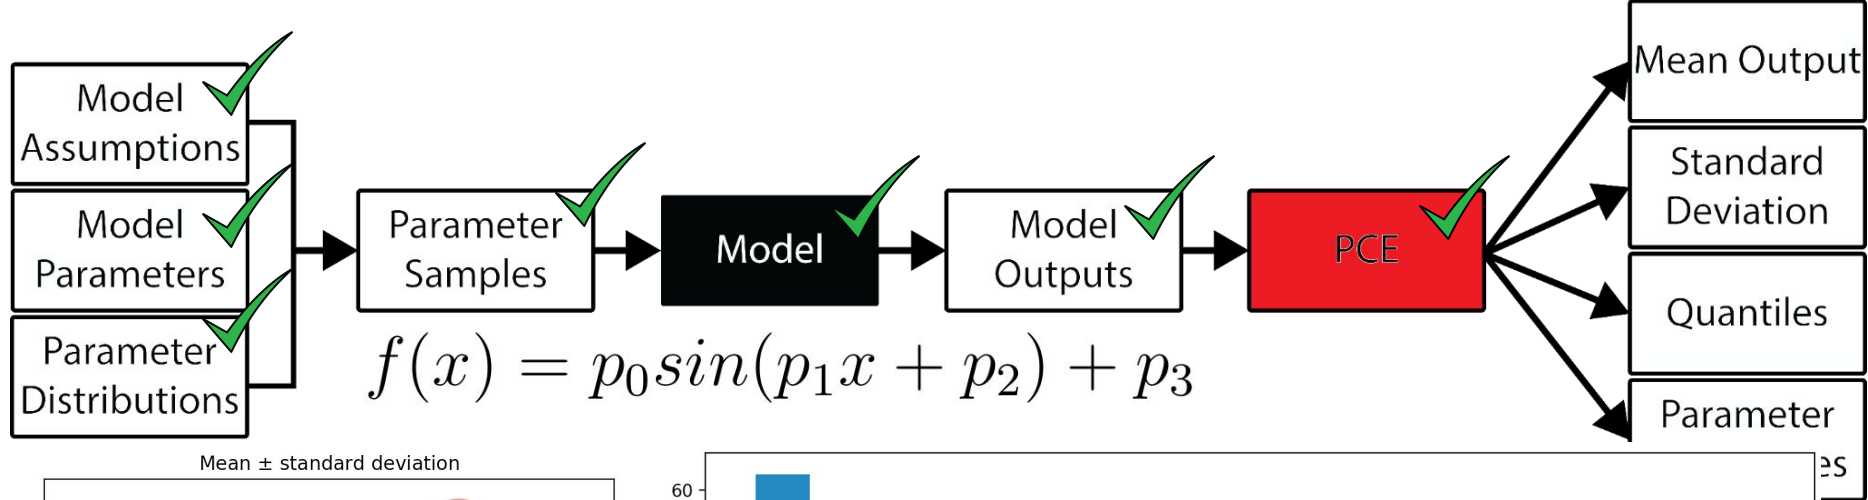 Model
Assumptions
Model
Parameters
Parameter
Distributions
Parameter
Samples
Model
Model
Outputs
PCE
Mean Output
Standard
Deviation
Quantiles
Parameter
es
f(x) = p₀sin(p₁x + p₂) + p₃
Mean ± standard deviation
60